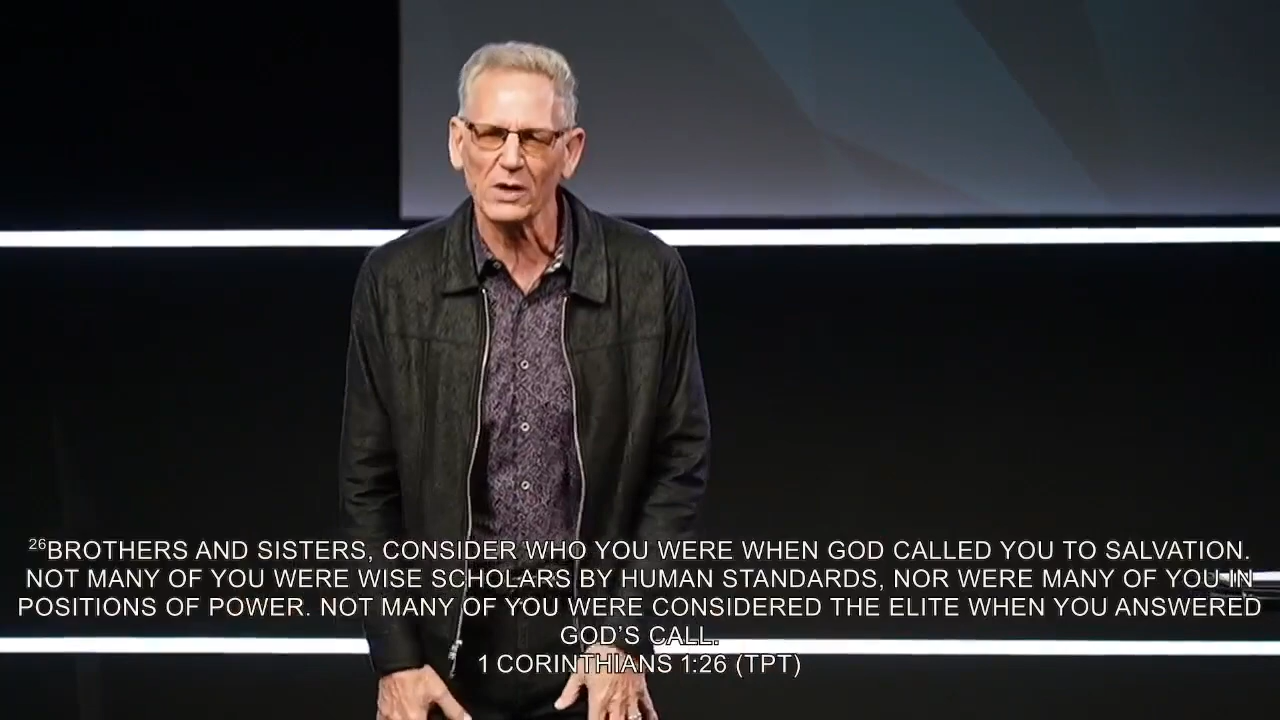 ²⁶BROTHERS AND SISTERS, CONSIDER WHO YOU WERE WHEN GOD CALLED YOU TO SALVATION.
NOT MANY OF YOU WERE WISE SCHOLARS BY HUMAN STANDARDS, NOR WERE MANY OF YOU IN
POSITIONS OF POWER. NOT MANY OF YOU WERE CONSIDERED THE ELITE WHEN YOU ANSWERED
GOD'S CALL.
1 CORINTHIANS 1:26 (TPT)